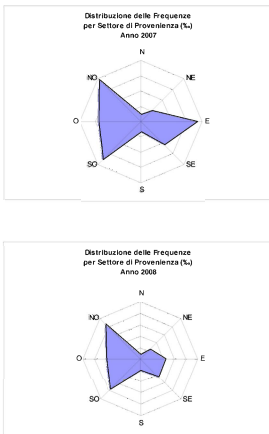 Distribuzione delle Frequenze
per Settore di Provenienza (‰)
Anno 2007
N
NO NE
O E
SO SE
S
Distribuzione delle Frequenze
per Settore di Provenienza (‰)
Anno 2008
N
NO NE
O E
SO SE
S